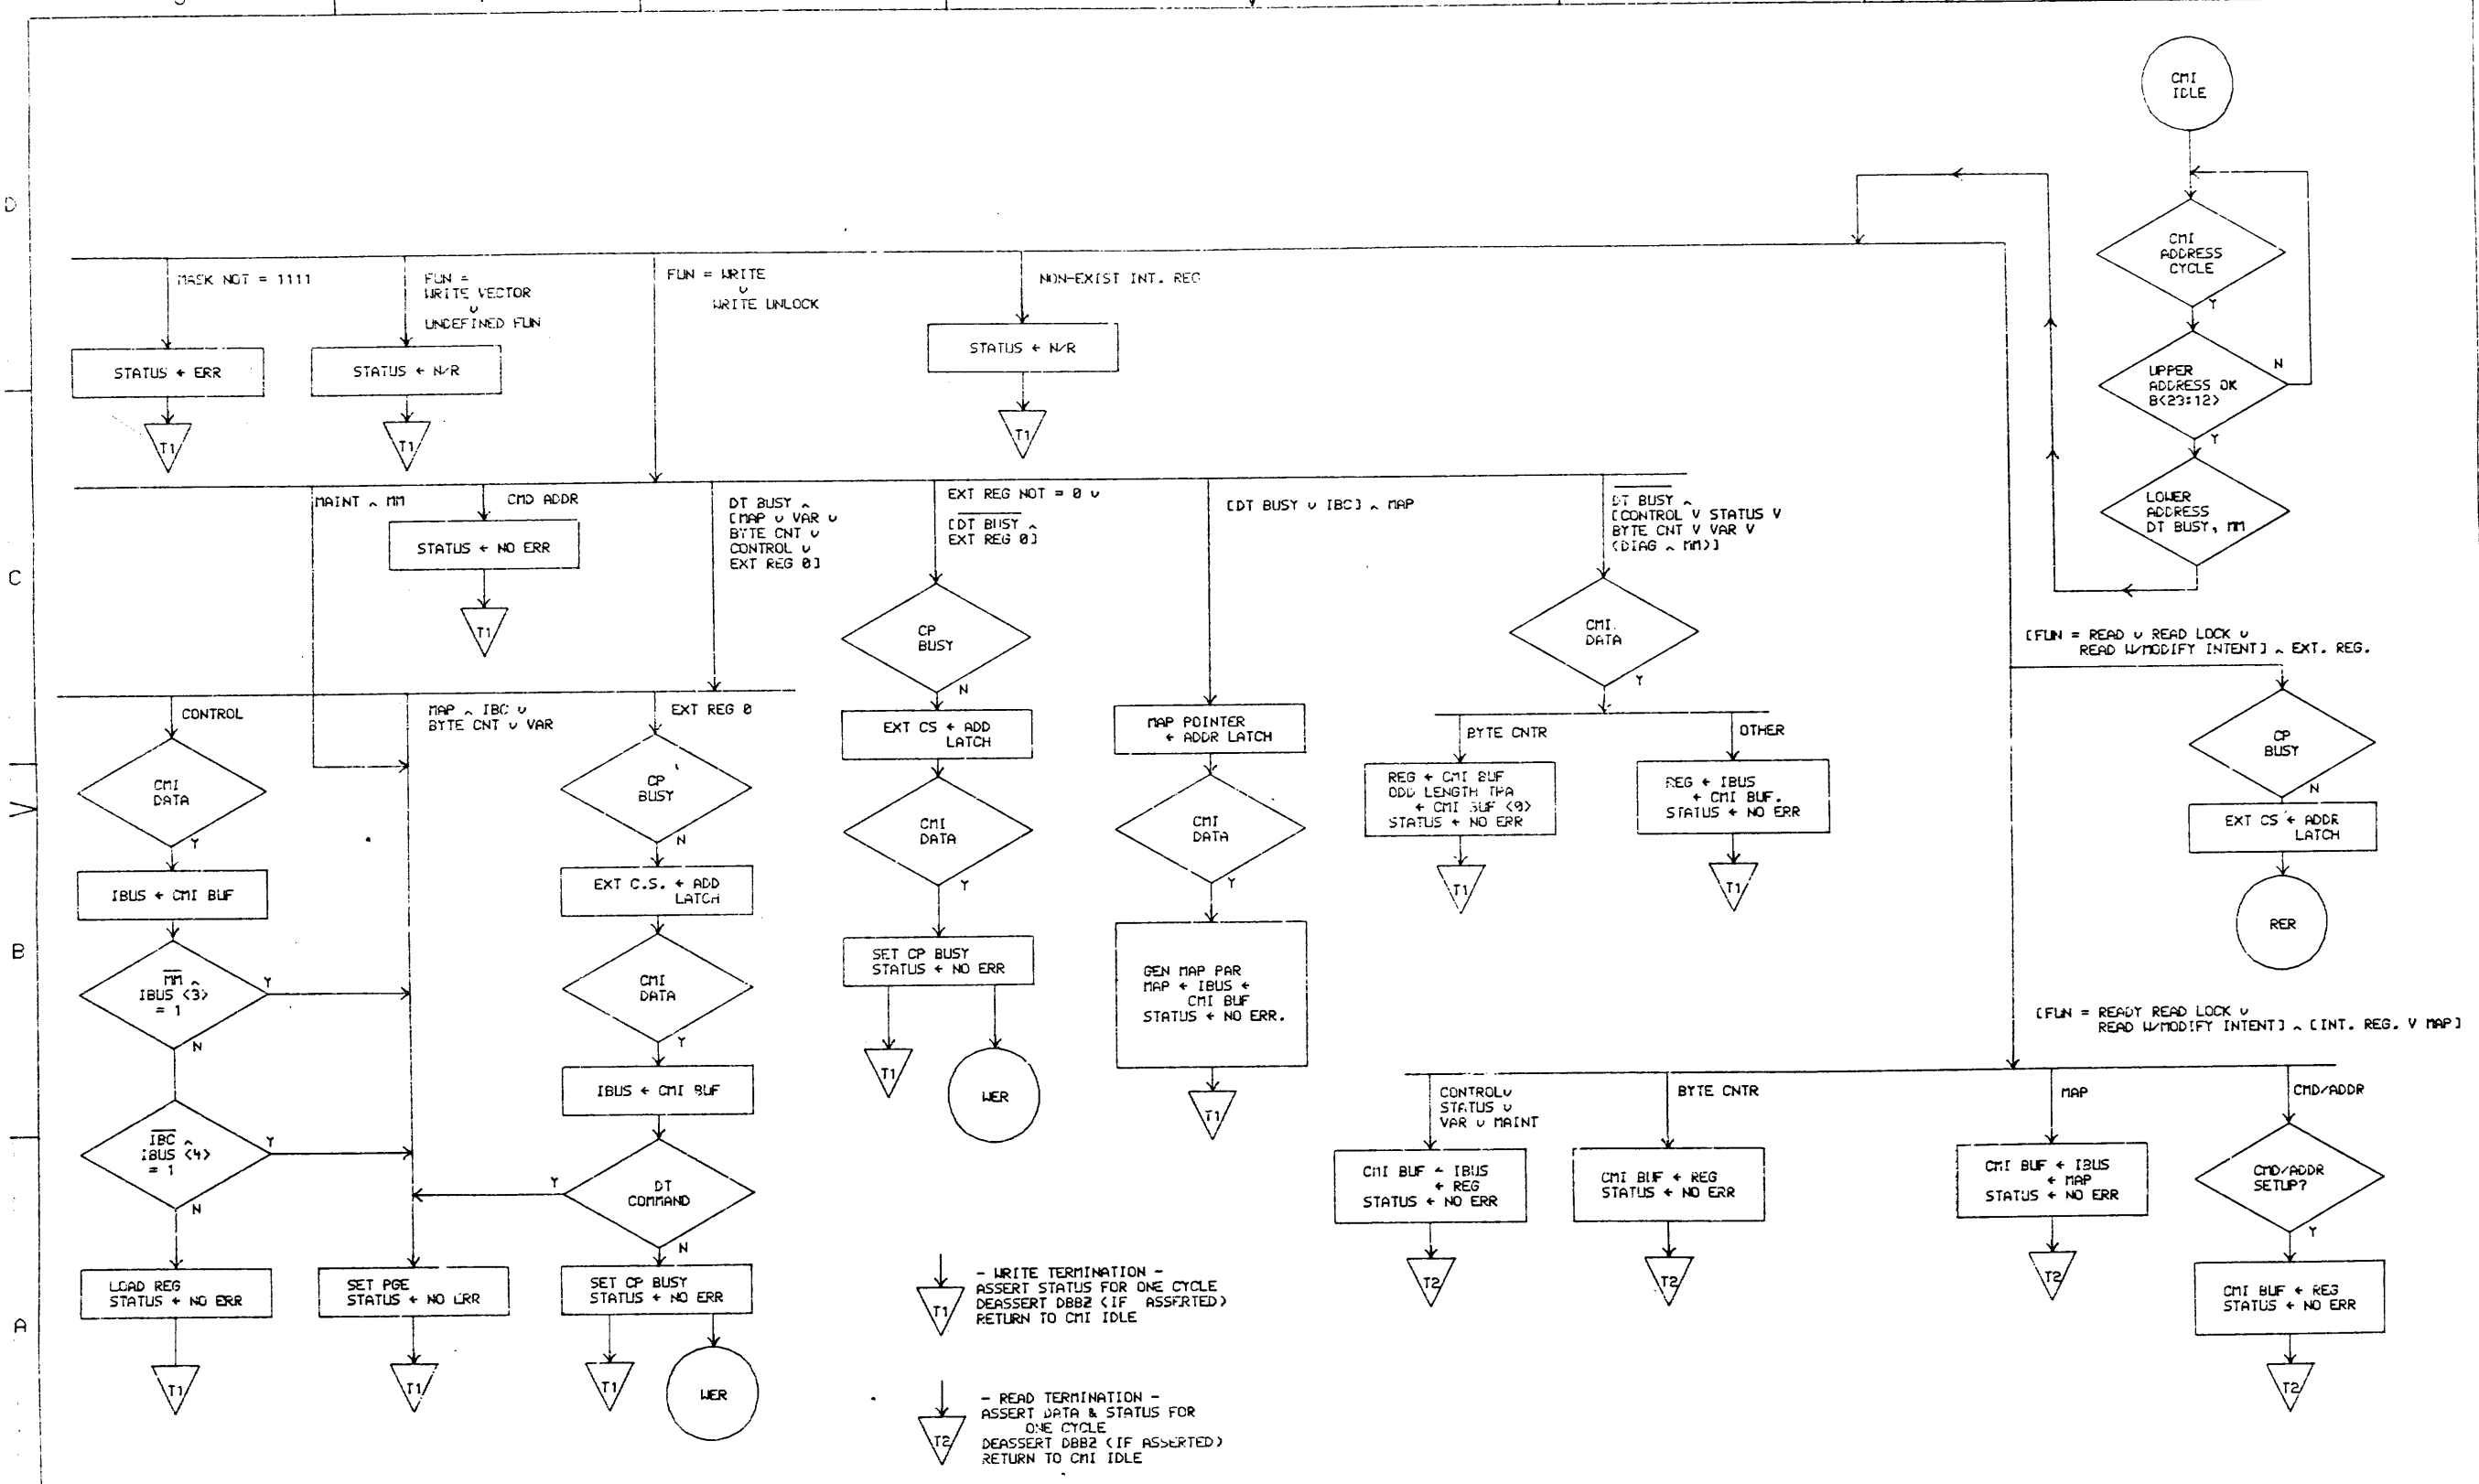 CMI
IDLE
D
CMI
ADDRESS
CYCLE
Y
MASK NOT = 1111
FUN =
WRITE VECTOR
∪
UNDEFINED FUN
FUN = WRITE
∪
WRITE UNLOCK
NON-EXIST INT. REG
STATUS ← ERR
STATUS ← N/R
STATUS ← N/R
UPPER
ADDRESS OK
B<23:12>
N
Y
T1
T1
T1
LOWER
ADDRESS
DT BUSY, MM
C
MAINT ^ MM
CMD ADDR
STATUS ← NO ERR
T1
DT BUSY ^
[MAP ∪ VAR ∪
BYTE CNT ∪
CONTROL ∪
EXT REG 0]
EXT REG NOT = 0 ∪
[D̅T̅ ̅B̅U̅S̅Y̅ ^
EXT REG 0]
[DT BUSY ∪ IBC] ^ MAP
D̅T̅ ̅B̅U̅S̅Y̅ ^
[CONTROL V STATUS V
BYTE CNT V VAR V
(DIAG ^ MM)]
CP
BUSY
N
CMI.
DATA
Y
[FUN = READ ∪ READ LOCK ∪
READ W/MODIFY INTENT] ^ EXT. REG.
CONTROL
MAP ^ IBC ∪
BYTE CNT ∪ VAR
EXT REG 0
EXT CS ← ADD
LATCH
MAP POINTER
← ADDR LATCH
BYTE CNTR
OTHER
CP
BUSY
N
CMI
DATA
Y
CP
BUSY
N
CMI
DATA
Y
CMI
DATA
Y
REG ← CMI BUF
ODD LENGTH TRA
← CMI BUF <9>
STATUS ← NO ERR
REG ← IBUS
← CMI BUF.
STATUS ← NO ERR
EXT CS ← ADDR
LATCH
T1
T1
RER
B
IBUS ← CMI BUF
EXT C.S. ← ADD
LATCH
SET CP BUSY
STATUS ← NO ERR
GEN MAP PAR
MAP ← IBUS ←
CMI BUF
STATUS ← NO ERR.
M̅M̅ ^
IBUS <3>
= 1
Y
N
CMI
DATA
Y
T1
WER
T1
[FUN = READY READ LOCK ∪
READ W/MODIFY INTENT] ^ [INT. REG. V MAP]
I̅B̅C̅ ^
IBUS <4>
= 1
Y
N
IBUS ← CMI BUF
DT
COMMAND
Y
N
CONTROL∪
STATUS ∪
VAR ∪ MAINT
BYTE CNTR
MAP
CMD/ADDR
CMI BUF ← IBUS
← REG
STATUS ← NO ERR
CMI BUF ← REG
STATUS ← NO ERR
CMI BUF ← IBUS
← MAP
STATUS ← NO ERR
CMD/ADDR
SETUP?
Y
T2
T2
T2
CMI BUF ← REG
STATUS ← NO ERR
T2
A
LOAD REG
STATUS ← NO ERR
SET PGE
STATUS ← NO ERR
SET CP BUSY
STATUS ← NO ERR
T1
T1
T1
WER
T1
- WRITE TERMINATION -
ASSERT STATUS FOR ONE CYCLE
DEASSERT DBBZ (IF ASSERTED)
RETURN TO CMI IDLE
T2
- READ TERMINATION -
ASSERT DATA & STATUS FOR
ONE CYCLE
DEASSERT DBBZ (IF ASSERTED)
RETURN TO CMI IDLE